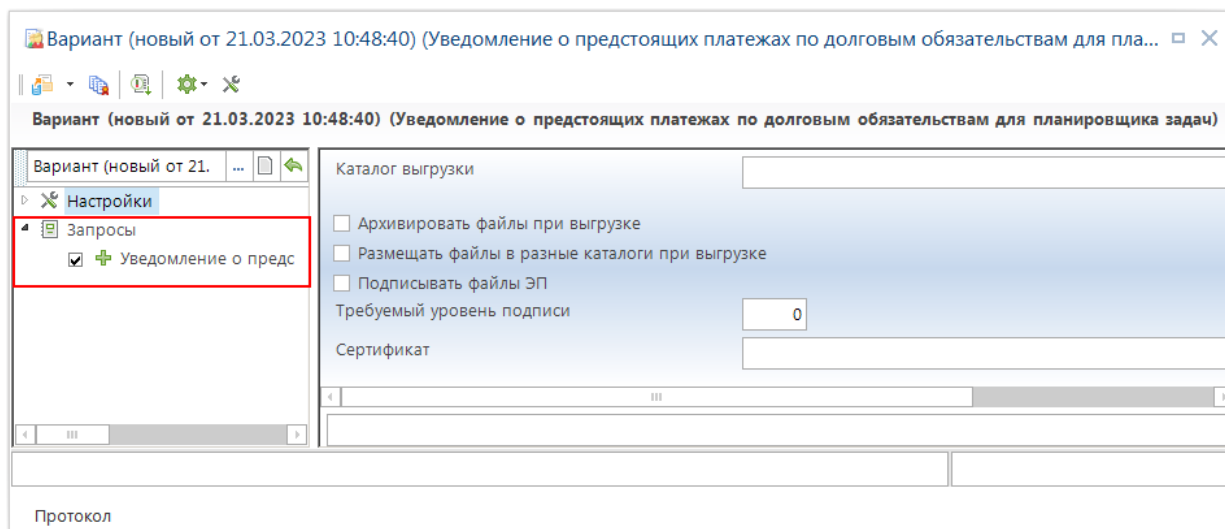 Вариант (новый от 21.03.2023 10:48:40) (Уведомление о предстоящих платежах по долговым обязательствам для пла...
Вариант (новый от 21.03.2023 10:48:40) (Уведомление о предстоящих платежах по долговым обязательствам для планировщика задач)
Вариант (новый от 21. ...
Настройки
Запросы
Уведомление о предс
Каталог выгрузки
Архивировать файлы при выгрузке
Размещать файлы в разные каталоги при выгрузке
Подписывать файлы ЭП
Требуемый уровень подписи 0
Сертификат
Протокол